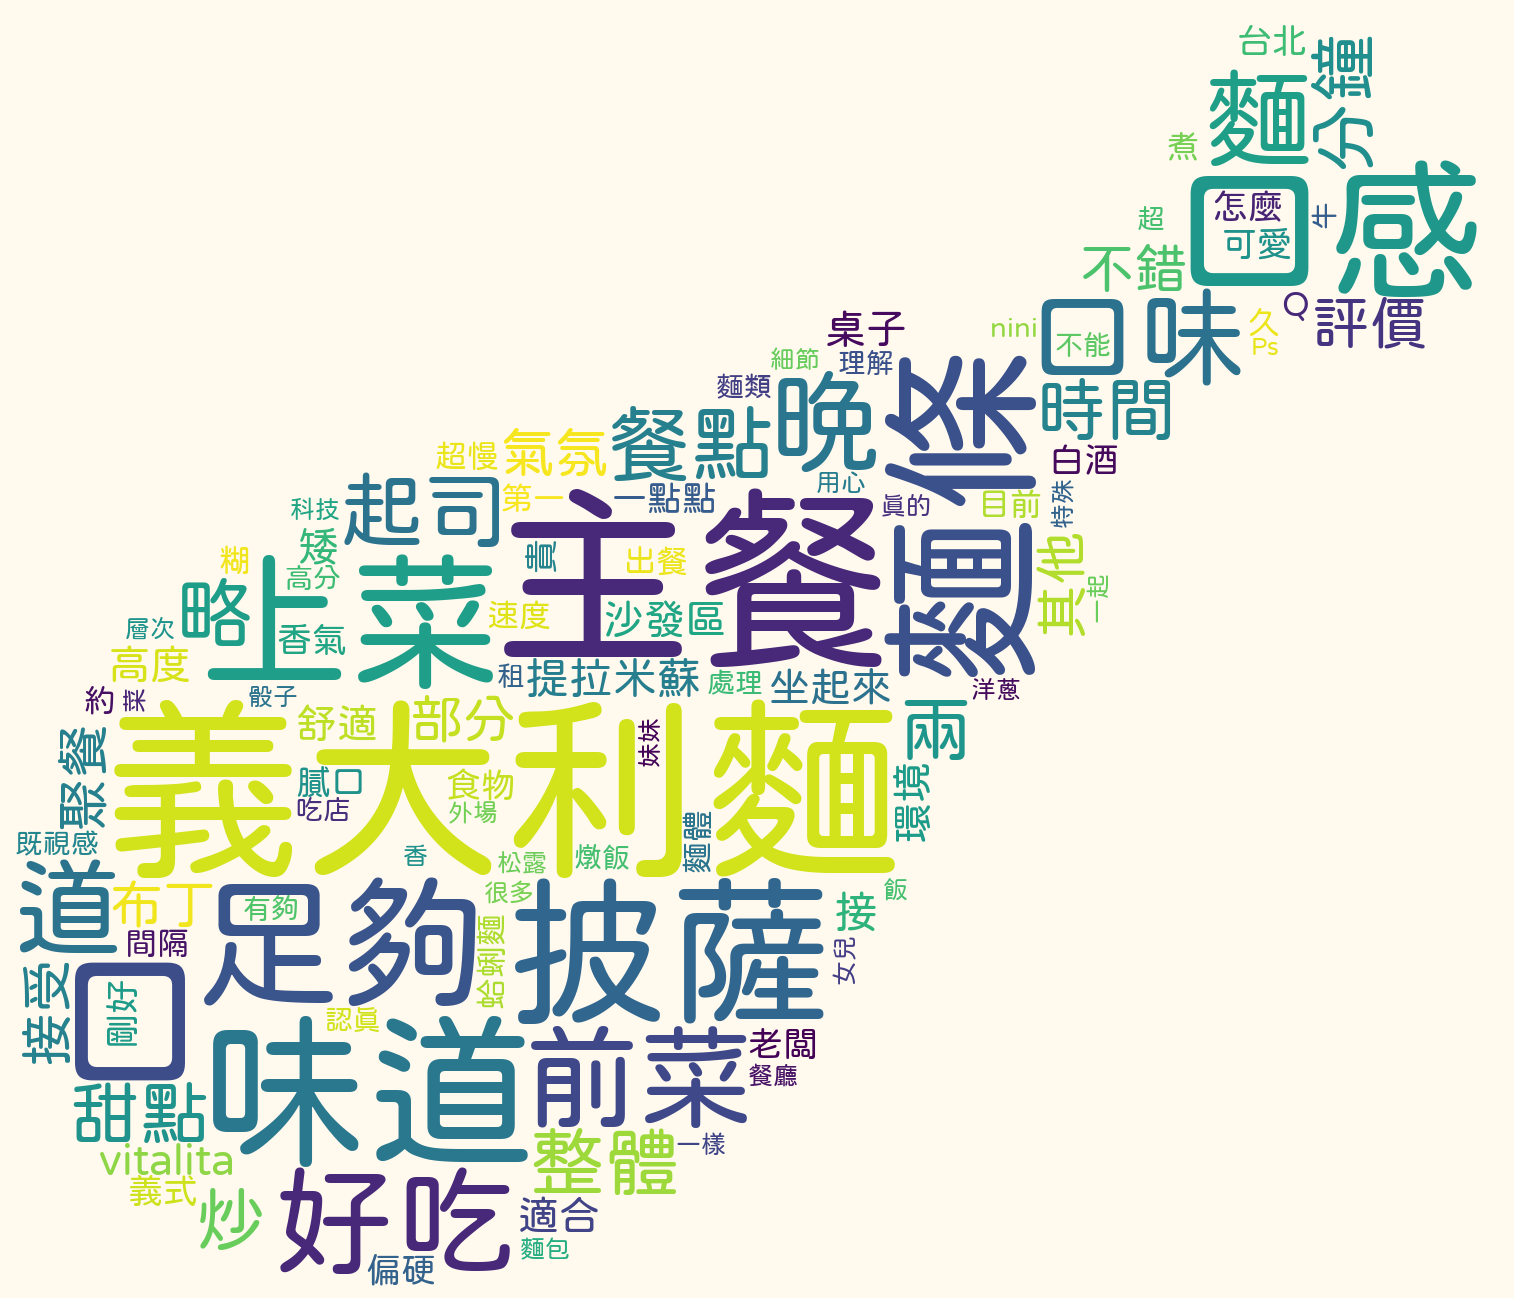 台北
分鐘
麵
煮
口感
怎麼
可愛
牛
超
不錯
Q
評價
久
Ps
口味
不能
nini
桌子
理解
細節
麵類
晚
餐點
麵條
時間
白酒
用心
氣氛
超慢
第一
一點點
真的
目前
特殊
起司
科技
矮
高分
糊
主餐
貴
出餐
沙發區
速度
其他
一起
上菜
略
香氣
層次
高度
租
提拉米蘇
處理
坐起來
洋蔥
骰子
約
義大利麵
舒適
部分
妹妹
兩
環境
聚餐
膩口
吃店
食物
外場
麵體
既視感
香
松露
燉飯
道
布丁
間隔
足夠
有夠
很多
蛤蜊麵
披薩
接
飯
女兒
接受
口
剛好
認真
味道
前菜
老闆
餐廳
甜點
vitalita
義式
炒
整體
一樣
好吃
適合
麵包
偏硬